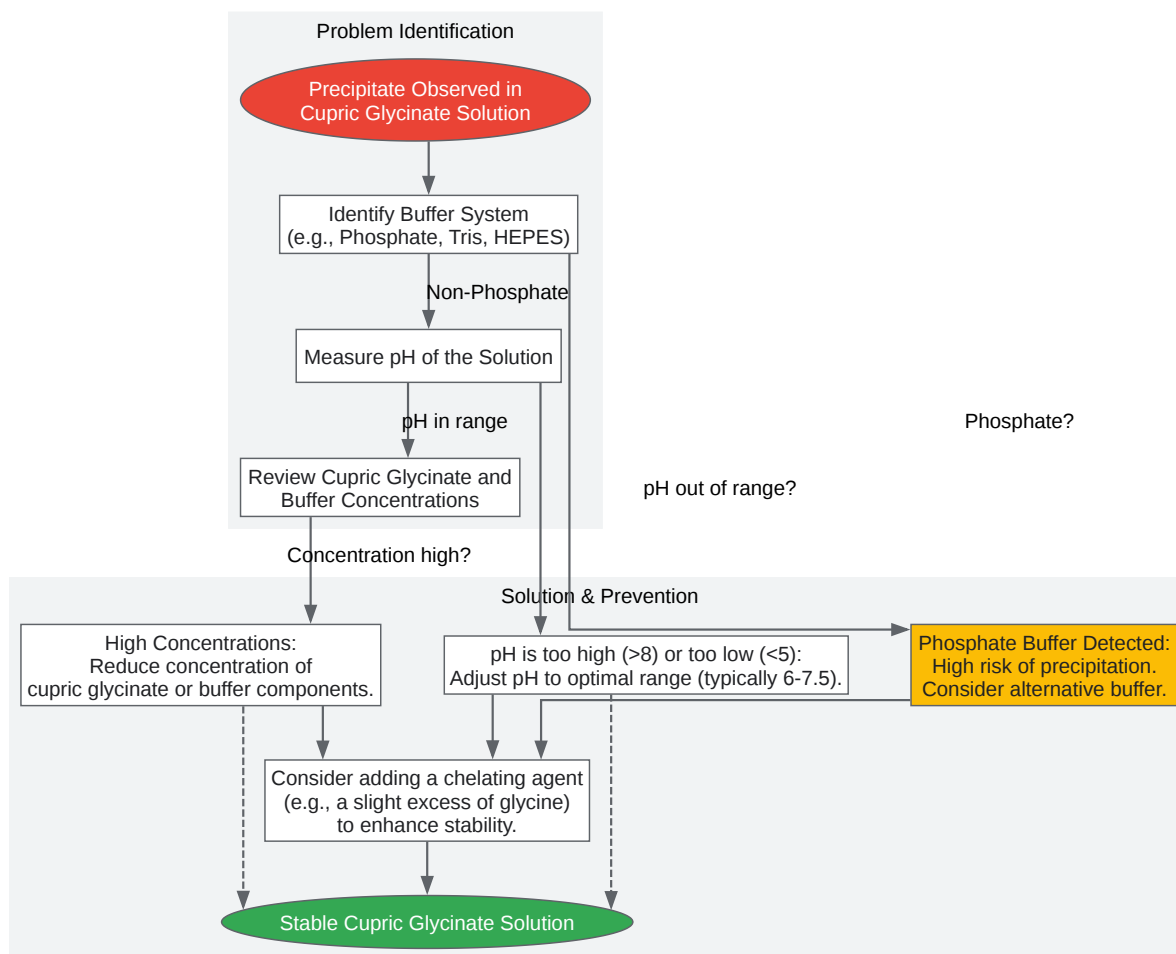 Problem Identification
Precipitate Observed in
Cupric Glycinate Solution
Identify Buffer System
(e.g., Phosphate, Tris, HEPES)
Non-Phosphate
Measure pH of the Solution
pH in range
Phosphate?
Review Cupric Glycinate and
Buffer Concentrations
pH out of range?
Concentration high?
Solution & Prevention
High Concentrations:
Reduce concentration of
cupric glycinate or buffer components.
pH is too high (>8) or too low (<5):
Adjust pH to optimal range (typically 6-7.5).
Phosphate Buffer Detected:
High risk of precipitation.
Consider alternative buffer.
Consider adding a chelating agent
(e.g., a slight excess of glycine)
to enhance stability.
Stable Cupric Glycinate Solution